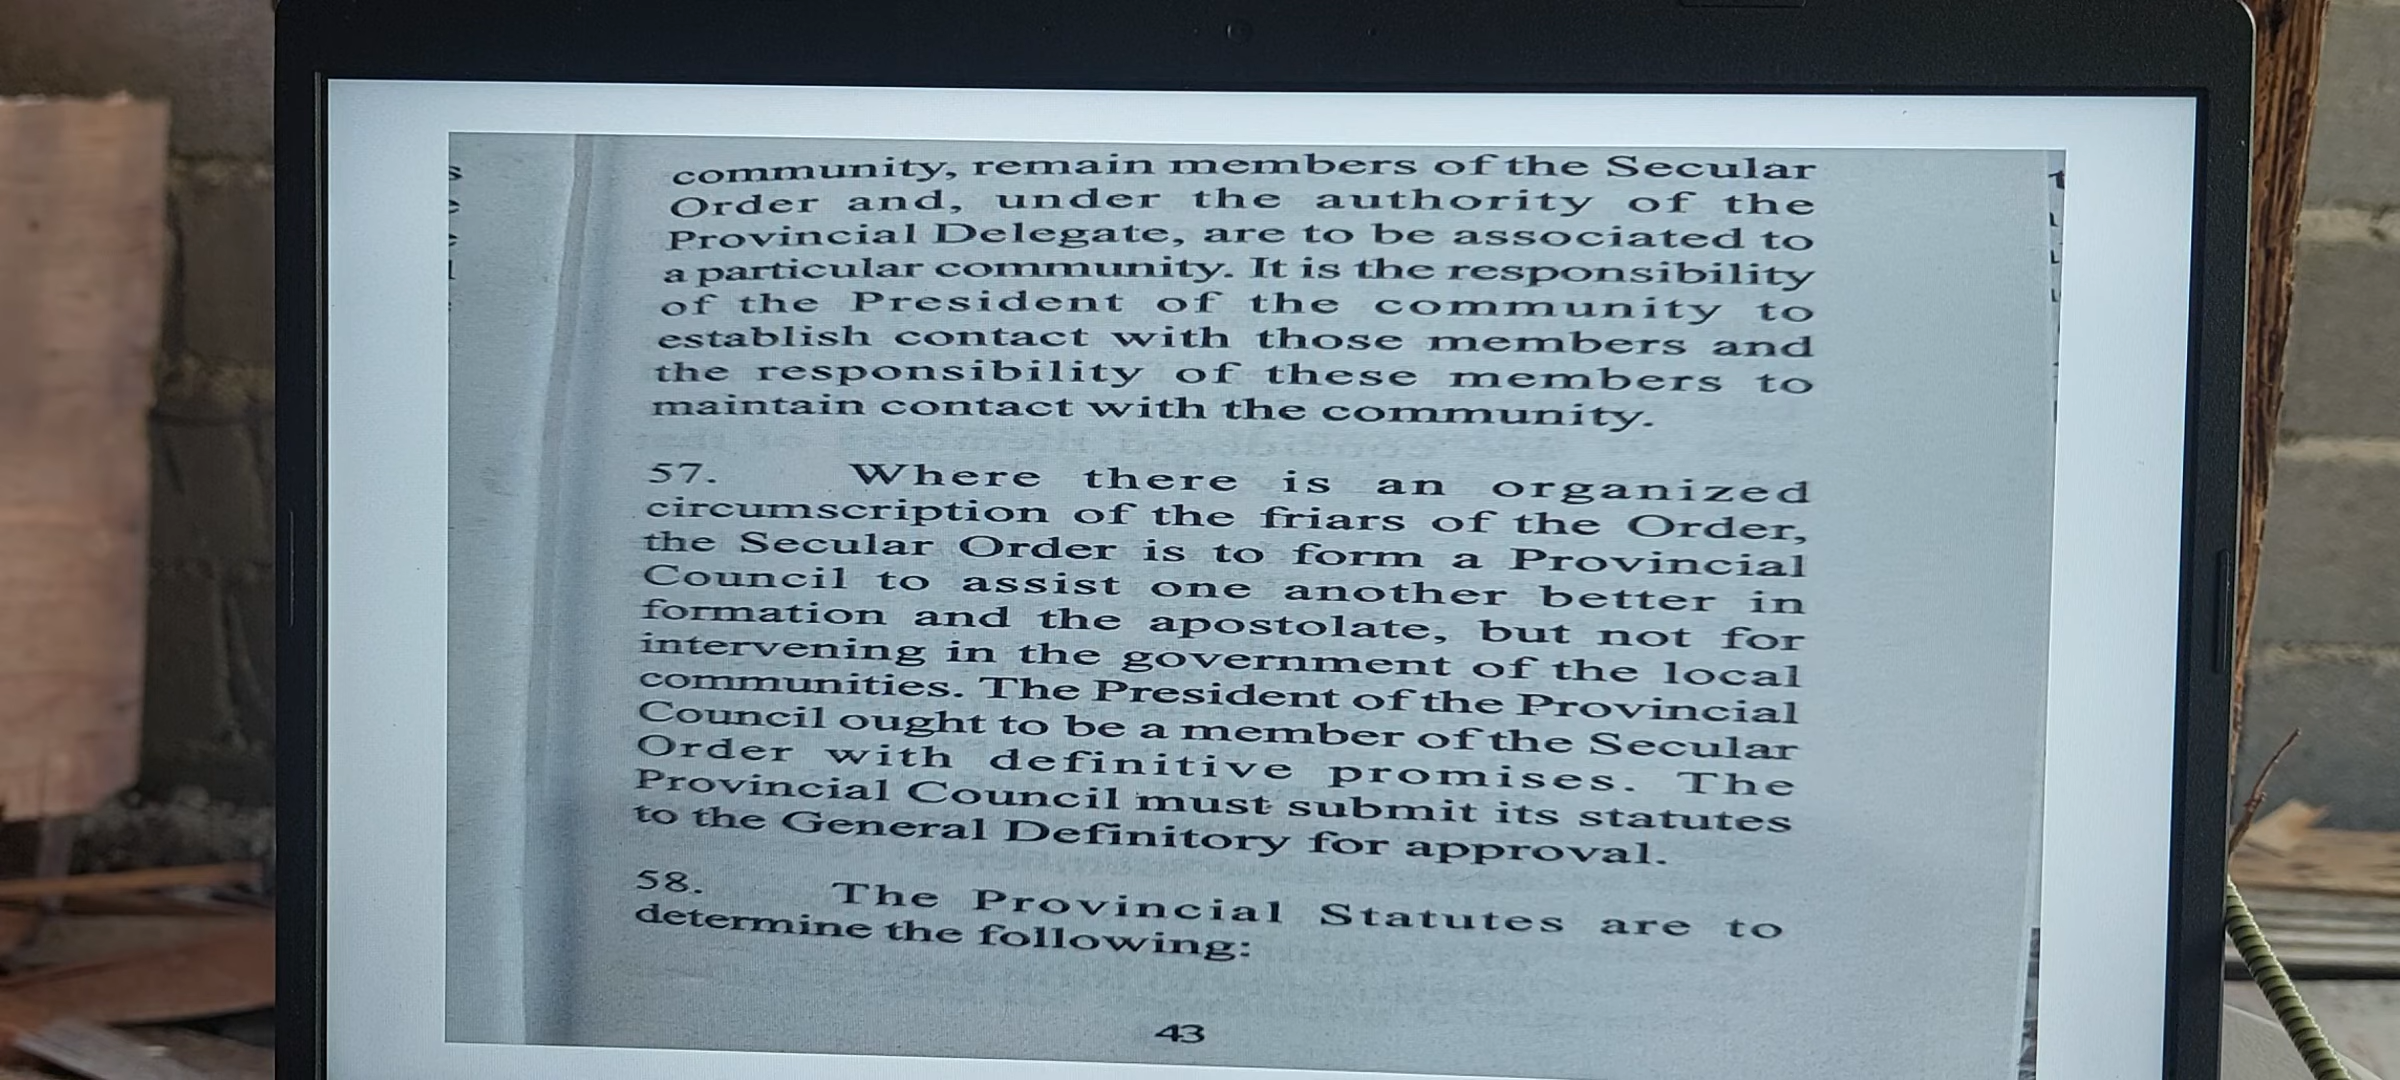 community, remain members of the Secular
Order and, under the authority of the
Provincial Delegate, are to be associated to
a particular community. It is the responsibility
of the President of the community to
establish contact with those members and
the responsibility of these members to
maintain contact with the community.
57. Where there is an organized
circumscription of the friars of the Order,
the Secular Order is to form a Provincial
Council to assist one another better in
formation and the apostolate, but not for
intervening in the government of the local
communities. The President of the Provincial
Council ought to be a member of the Secular
Order with definitive promises. The
Provincial Council must submit its statutes
to the General Definitory for approval.
58. The Provincial Statutes are to
determine the following:
43